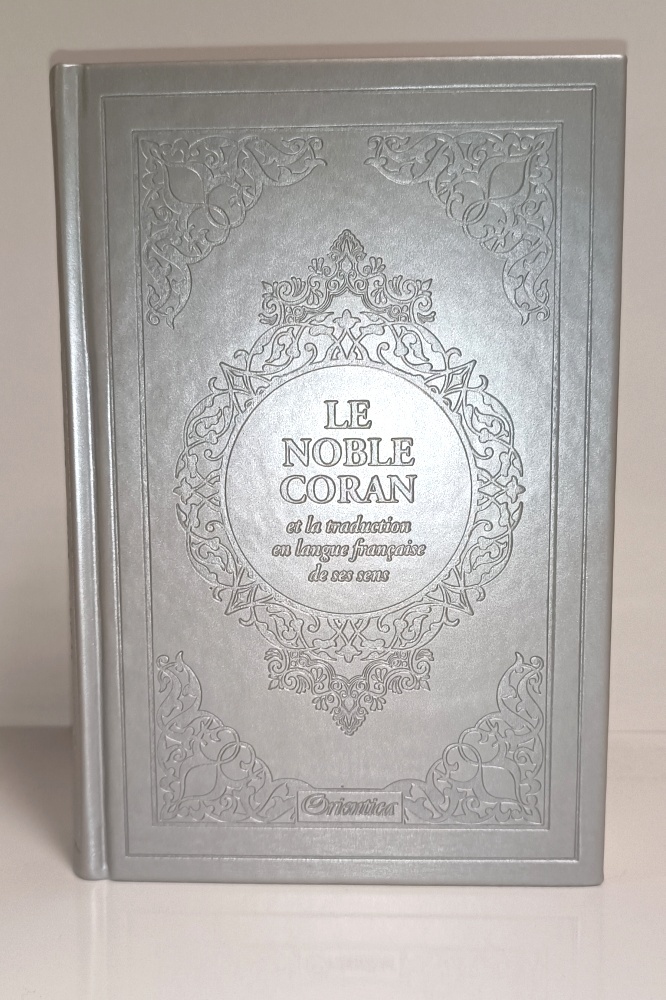 LE
NOBLE
CORAN
et la traduction
en langue française
de ses sens
Orientica